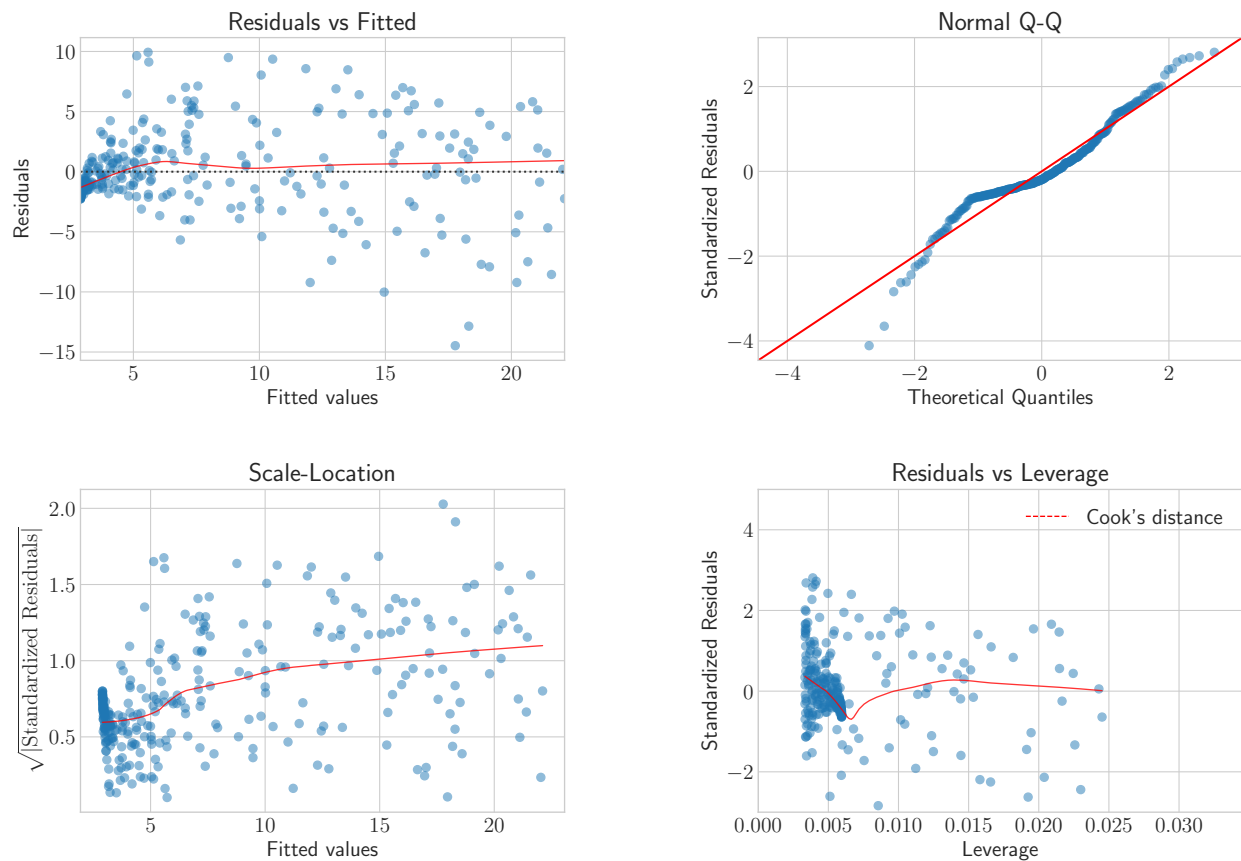 Residuals vs Fitted
10
5
0
−5
−10
−15
Residuals
5
10
15
20
Fitted values
Normal Q-Q
2
0
−2
−4
Standardized Residuals
−4
−2
0
2
Theoretical Quantiles
Scale-Location
2.0
1.5
1.0
0.5
√|Standardized Residuals|
5
10
15
20
Fitted values
Residuals vs Leverage
Cook's distance
4
2
0
−2
Standardized Residuals
0.000
0.005
0.010
0.015
0.020
0.025
0.030
Leverage